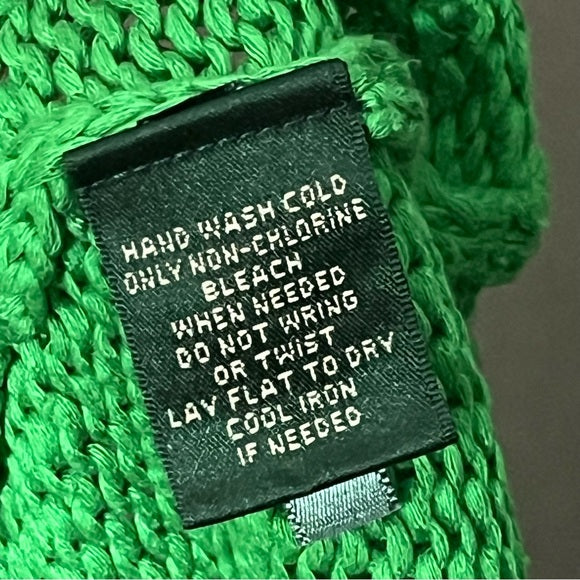 HAND WASH COLD
ONLY NON-CHLORINE
BLEACH
WHEN NEEDED
DO NOT WRING
OR TWIST
LAY FLAT TO DRY
COOL IRON
IF NEEDED